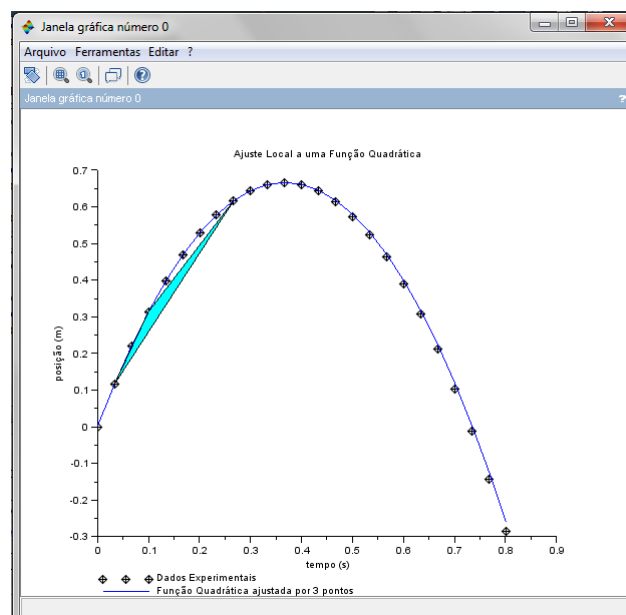 Janela gráfica número 0
Arquivo Ferramentas Editar ?
Janela gráfica número 0 ?
Ajuste Local a uma Função Quadrática
0.7
0.6
0.5
0.4
0.3
0.2
0.1
0
-0.1
-0.2
-0.3
posição (m)
0 0.1 0.2 0.3 0.4 0.5 0.6 0.7 0.8 0.9
tempo (s)
Dados Experimentais
Função Quadrática ajustada por 3 pontos